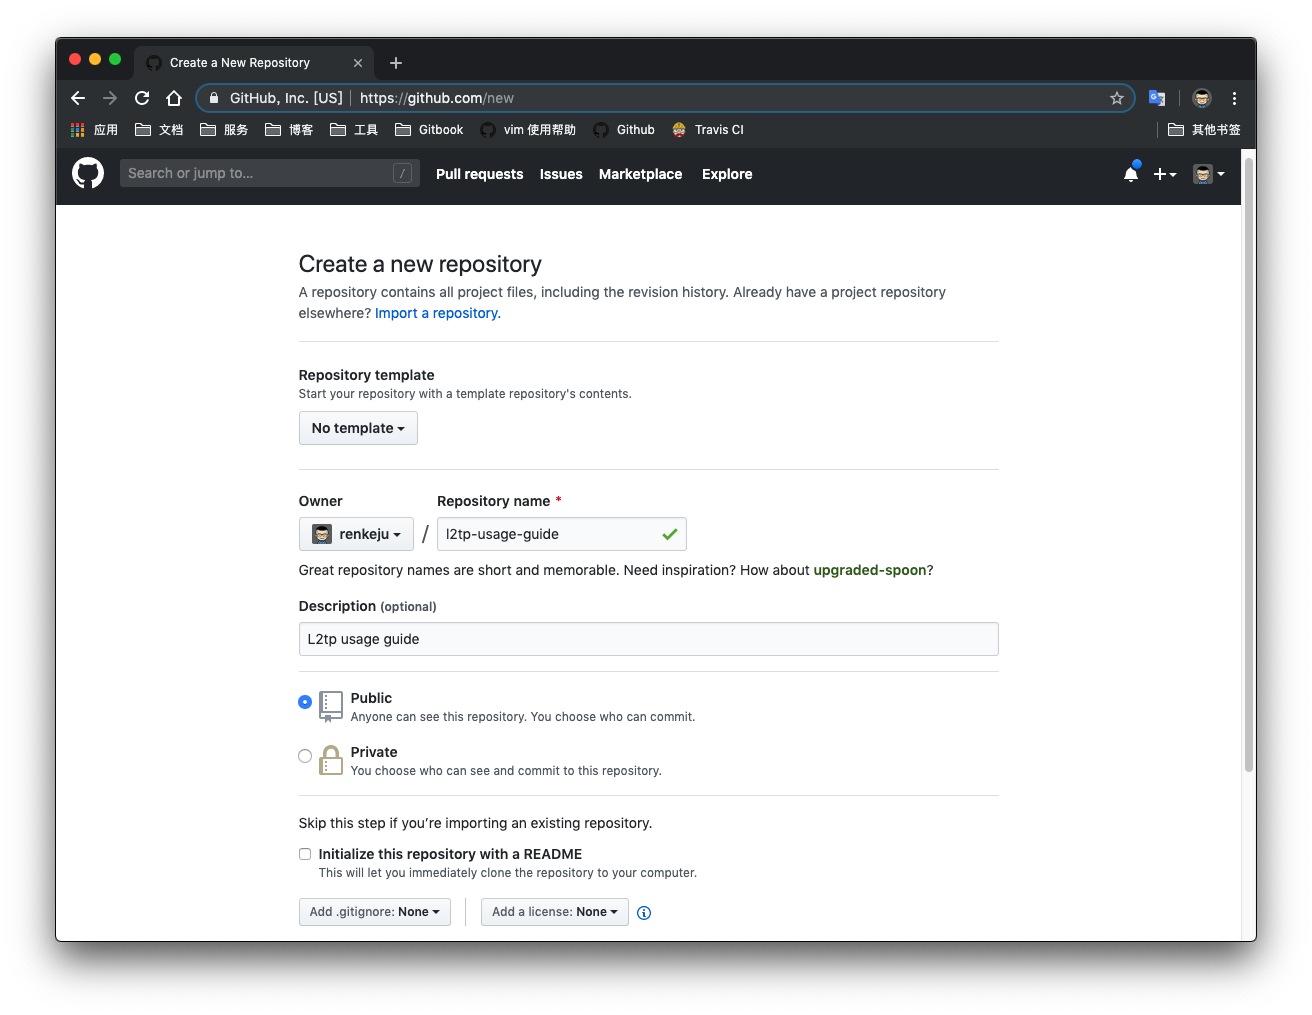 Create a New Repository
GitHub, Inc. [US] | https://github.com/new
应用 文档 服务 博客 工具 Gitbook vim 使用帮助 Github Travis CI 其他书签
Search or jump to... / Pull requests Issues Marketplace Explore
Create a new repository
A repository contains all project files, including the revision history. Already have a project repository
elsewhere? Import a repository.
Repository template
Start your repository with a template repository's contents.
No template
Owner Repository name *
renkeju / l2tp-usage-guide
Great repository names are short and memorable. Need inspiration? How about upgraded-spoon?
Description (optional)
L2tp usage guide
Public
Anyone can see this repository. You choose who can commit.
Private
You choose who can see and commit to this repository.
Skip this step if you’re importing an existing repository.
Initialize this repository with a README
This will let you immediately clone the repository to your computer.
Add .gitignore: None Add a license: None